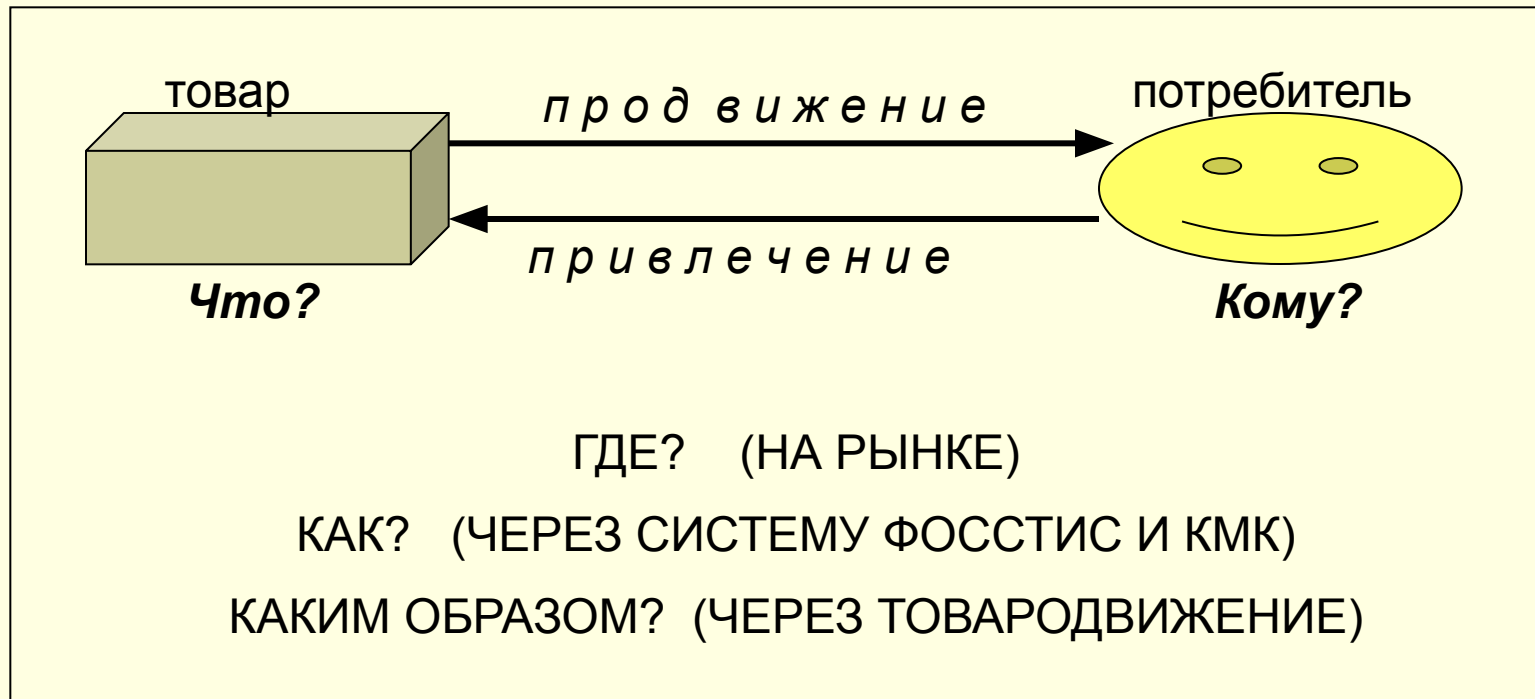 товар
потребитель
п р о д в и ж е н и е
п р и в л е ч е н и е
Что?
Кому?
ГДЕ? (НА РЫНКЕ)
КАК? (ЧЕРЕЗ СИСТЕМУ ФОССТИС И КМК)
КАКИМ ОБРАЗОМ? (ЧЕРЕЗ ТОВАРОДВИЖЕНИЕ)